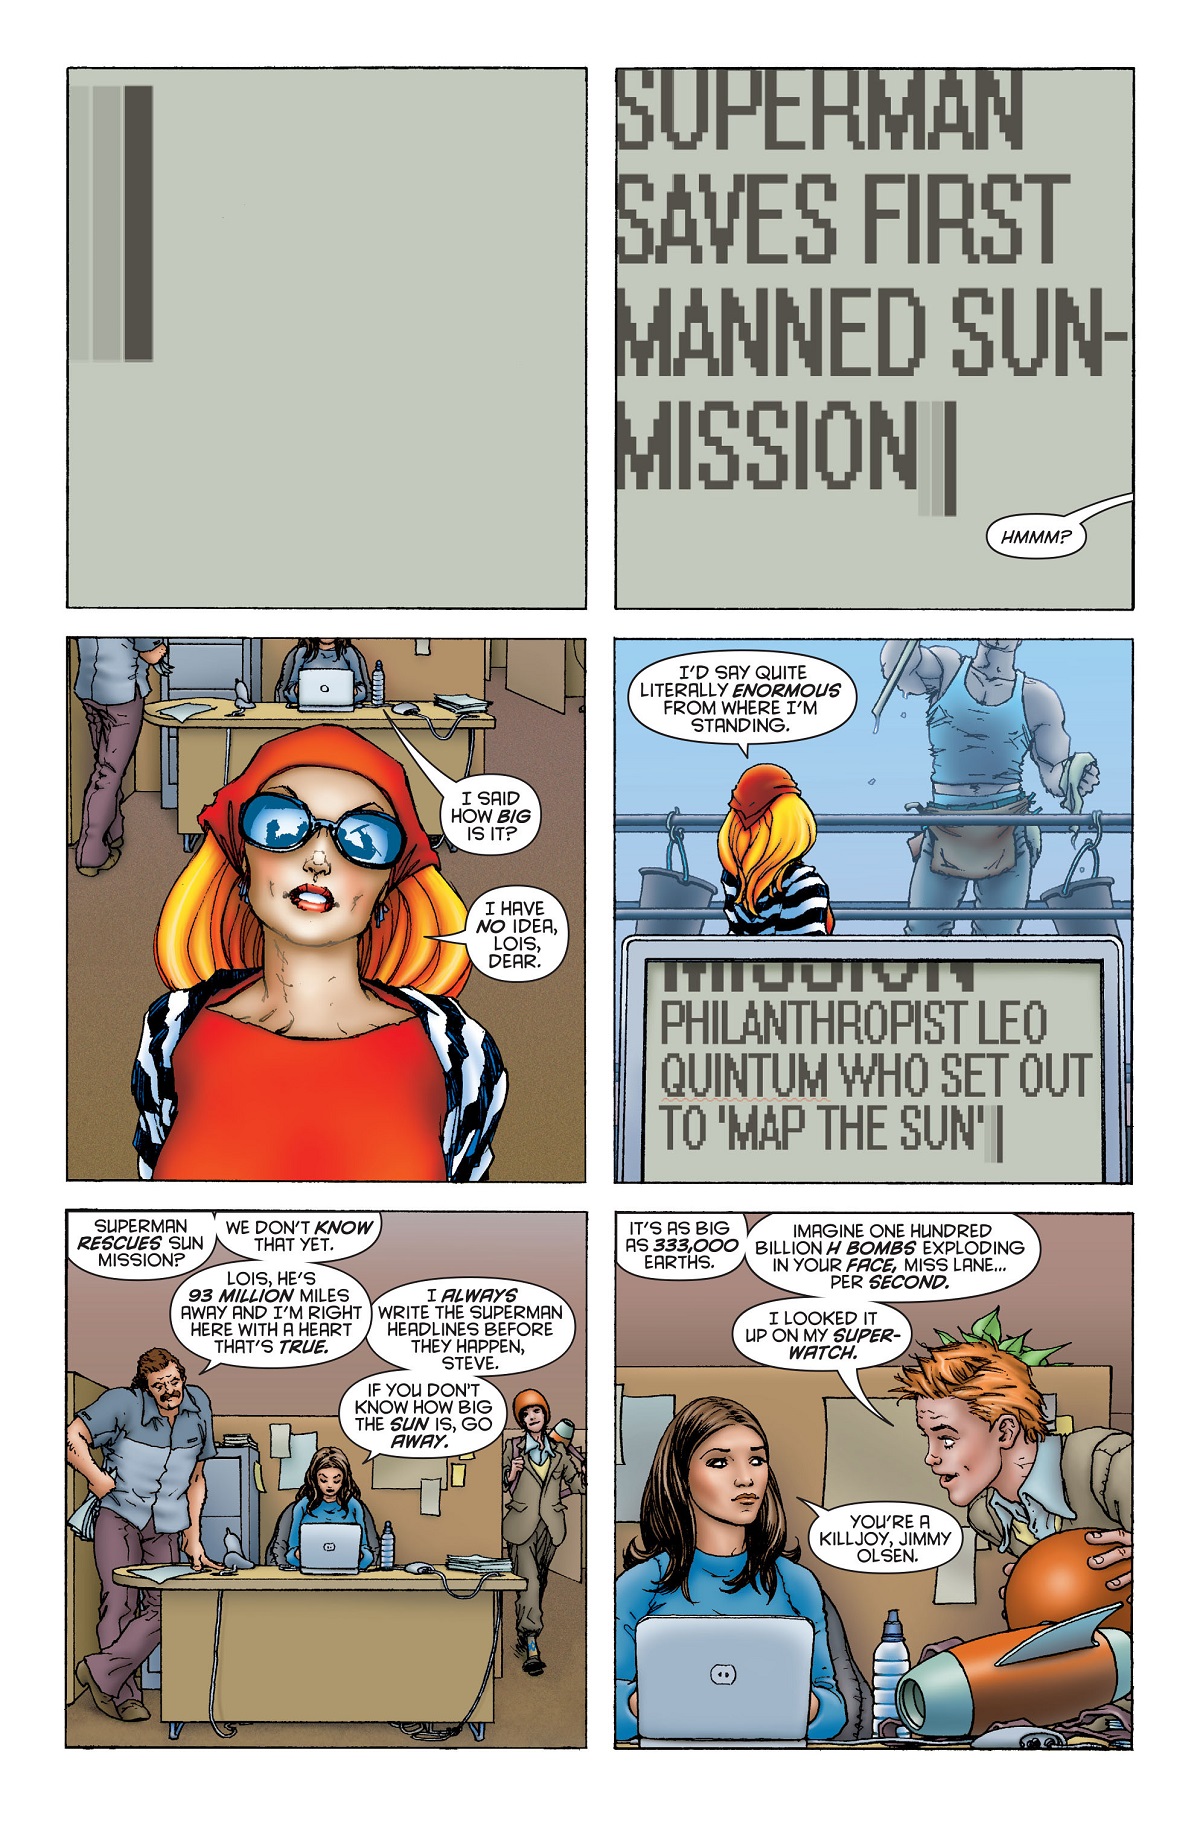 SUPERMAN
SAVES FIRST
MANNED SUN-
MISSION
HMMM?
I SAID
HOW BIG
IS IT?
I HAVE
NO IDEA,
LOIS,
DEAR.
I'D SAY QUITE
LITERALLY ENORMOUS
FROM WHERE I'M
STANDING.
MISSION
PHILANTHROPIST LEO
QUINTUM WHO SET OUT
TO 'MAP THE SUN'
SUPERMAN
RESCUES SUN
MISSION?
WE DON'T KNOW
THAT YET.
LOIS, HE'S
93 MILLION MILES
AWAY AND I'M RIGHT
HERE WITH A HEART
THAT'S TRUE.
I ALWAYS
WRITE THE SUPERMAN
HEADLINES BEFORE
THEY HAPPEN,
STEVE.
IF YOU DON'T
KNOW HOW BIG
THE SUN IS, GO
AWAY.
IT'S AS BIG
AS 333,000
EARTHS.
IMAGINE ONE HUNDRED
BILLION H BOMBS EXPLODING
IN YOUR FACE, MISS LANE...
PER SECOND.
I LOOKED IT
UP ON MY SUPER-
WATCH.
YOU'RE A
KILLJOY, JIMMY
OLSEN.